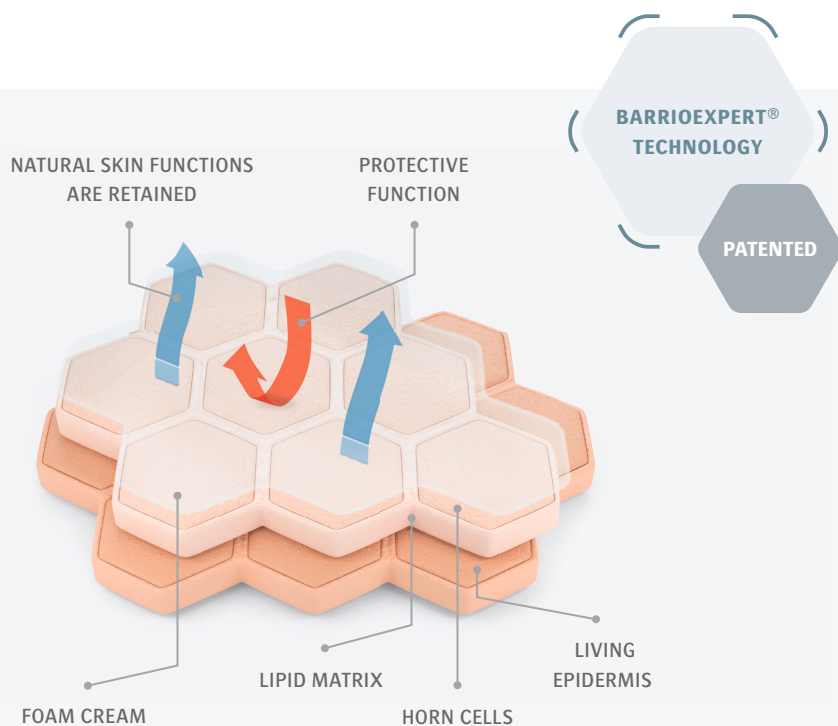 BARRIOEXPERT®
TECHNOLOGY
PATENTED
NATURAL SKIN FUNCTIONS
ARE RETAINED
PROTECTIVE
FUNCTION
LIVING
EPIDERMIS
LIPID MATRIX
FOAM CREAM
HORN CELLS